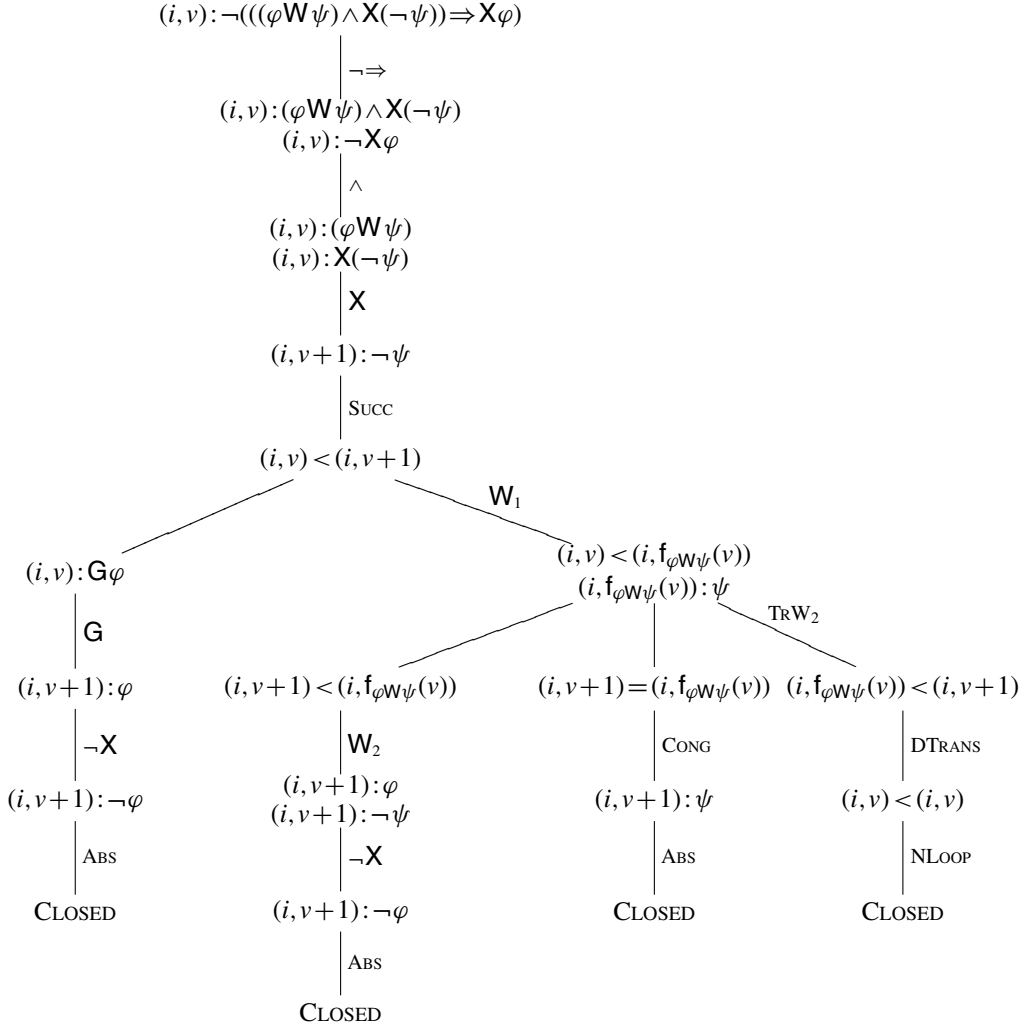 (i,v):¬(((φWψ)∧X(¬ψ))⇒Xφ)
¬⇒
(i,v):(φWψ)∧X(¬ψ)
(i,v):¬Xφ
∧
(i,v):(φWψ)
(i,v):X(¬ψ)
X
(i,v+1):¬ψ
SUCC
(i,v)<(i,v+1)
W₁
(i,v):Gφ
(i,v)<(i,f_{φWψ}(v))
(i,f_{φWψ}(v)):ψ
TRW₂
G
(i,v+1):φ
(i,v+1)<(i,f_{φWψ}(v))
(i,v+1)=(i,f_{φWψ}(v))
(i,f_{φWψ}(v))<(i,v+1)
¬X
W₂
CONG
DTRANS
(i,v+1):¬φ
(i,v+1):φ
(i,v+1):¬ψ
(i,v+1):ψ
(i,v)<(i,v)
ABS
¬X
ABS
NLOOP
CLOSED
(i,v+1):¬φ
CLOSED
CLOSED
ABS
CLOSED